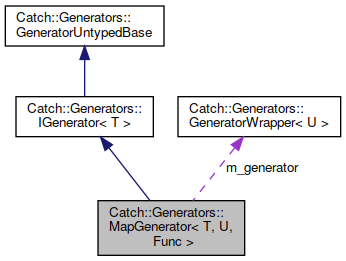 Catch::Generators::
GeneratorUntypedBase
Catch::Generators::
IGenerator< T >
Catch::Generators::
GeneratorWrapper< U >
m_generator
Catch::Generators::
MapGenerator< T, U,
Func >